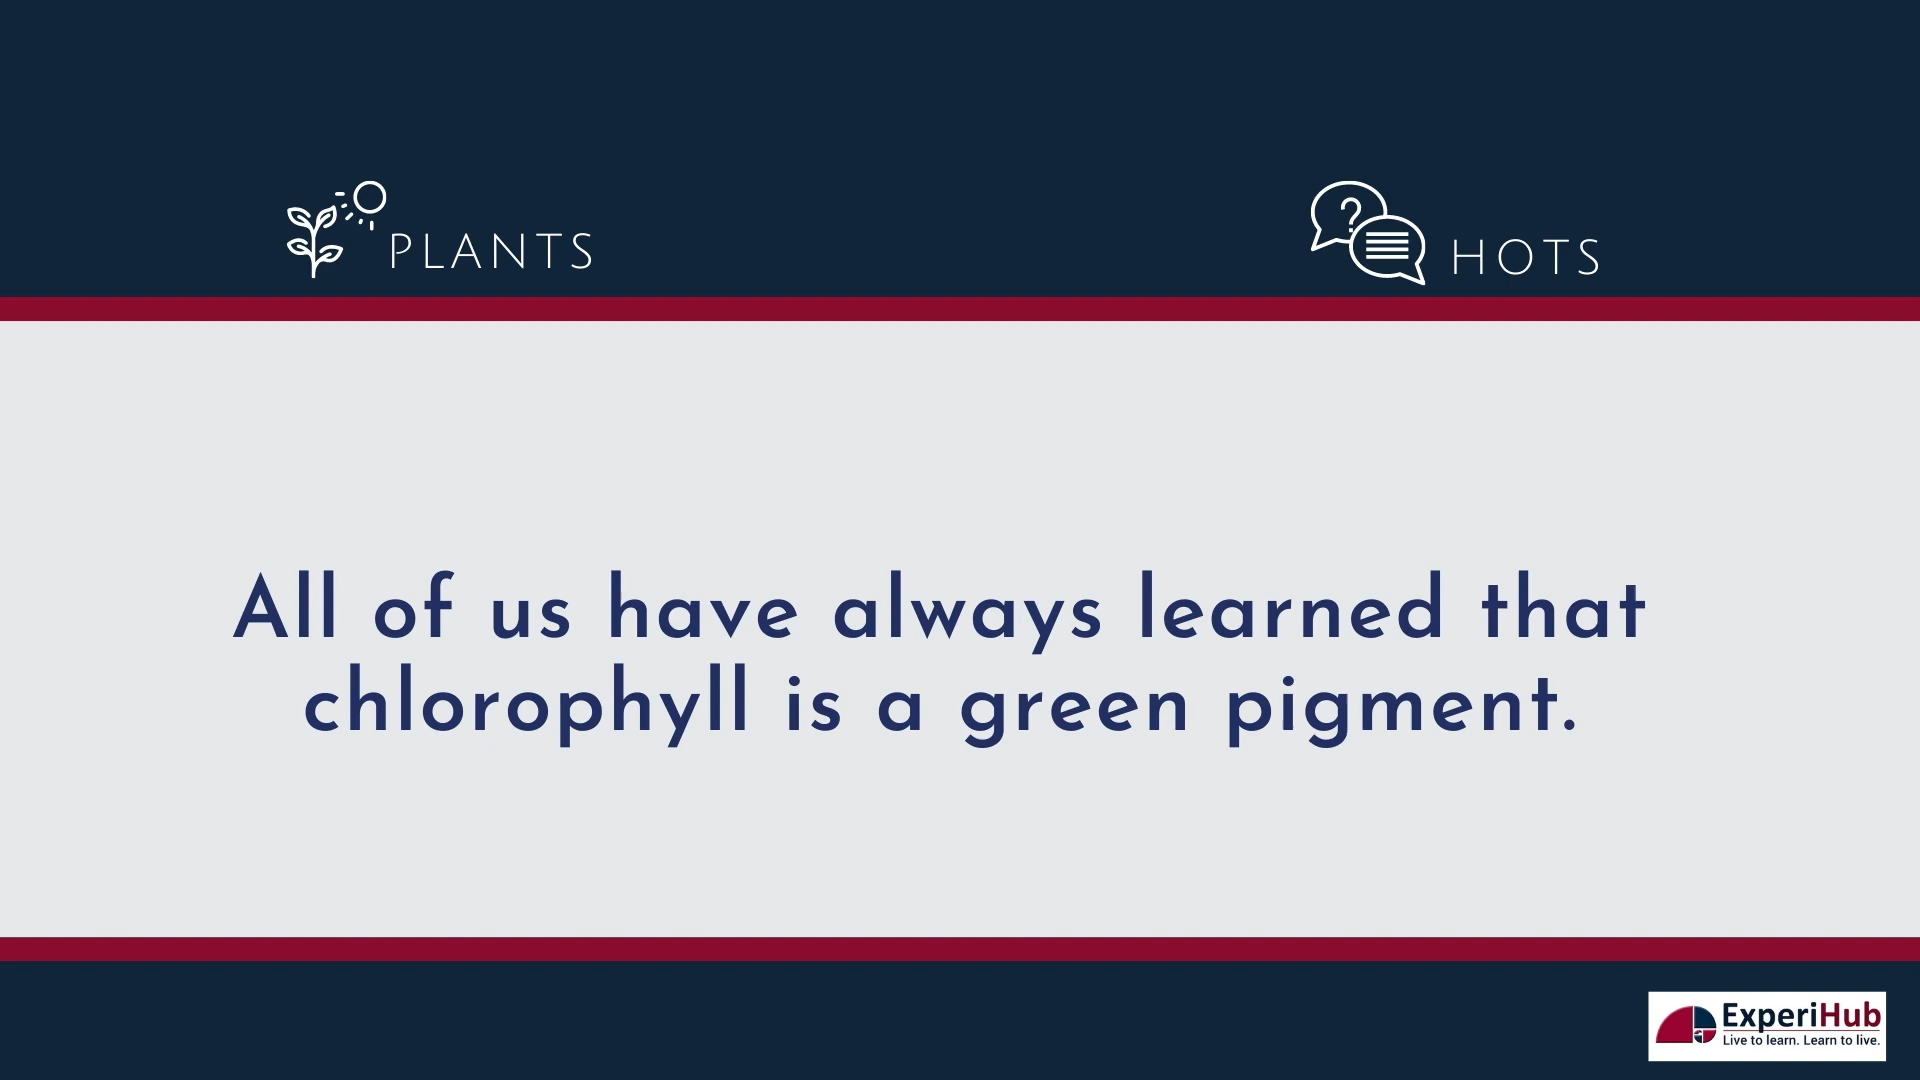 PLANTS
HOTS
All of us have always learned that
chlorophyll is a green pigment.
ExperiHub
Live to learn. Learn to live.